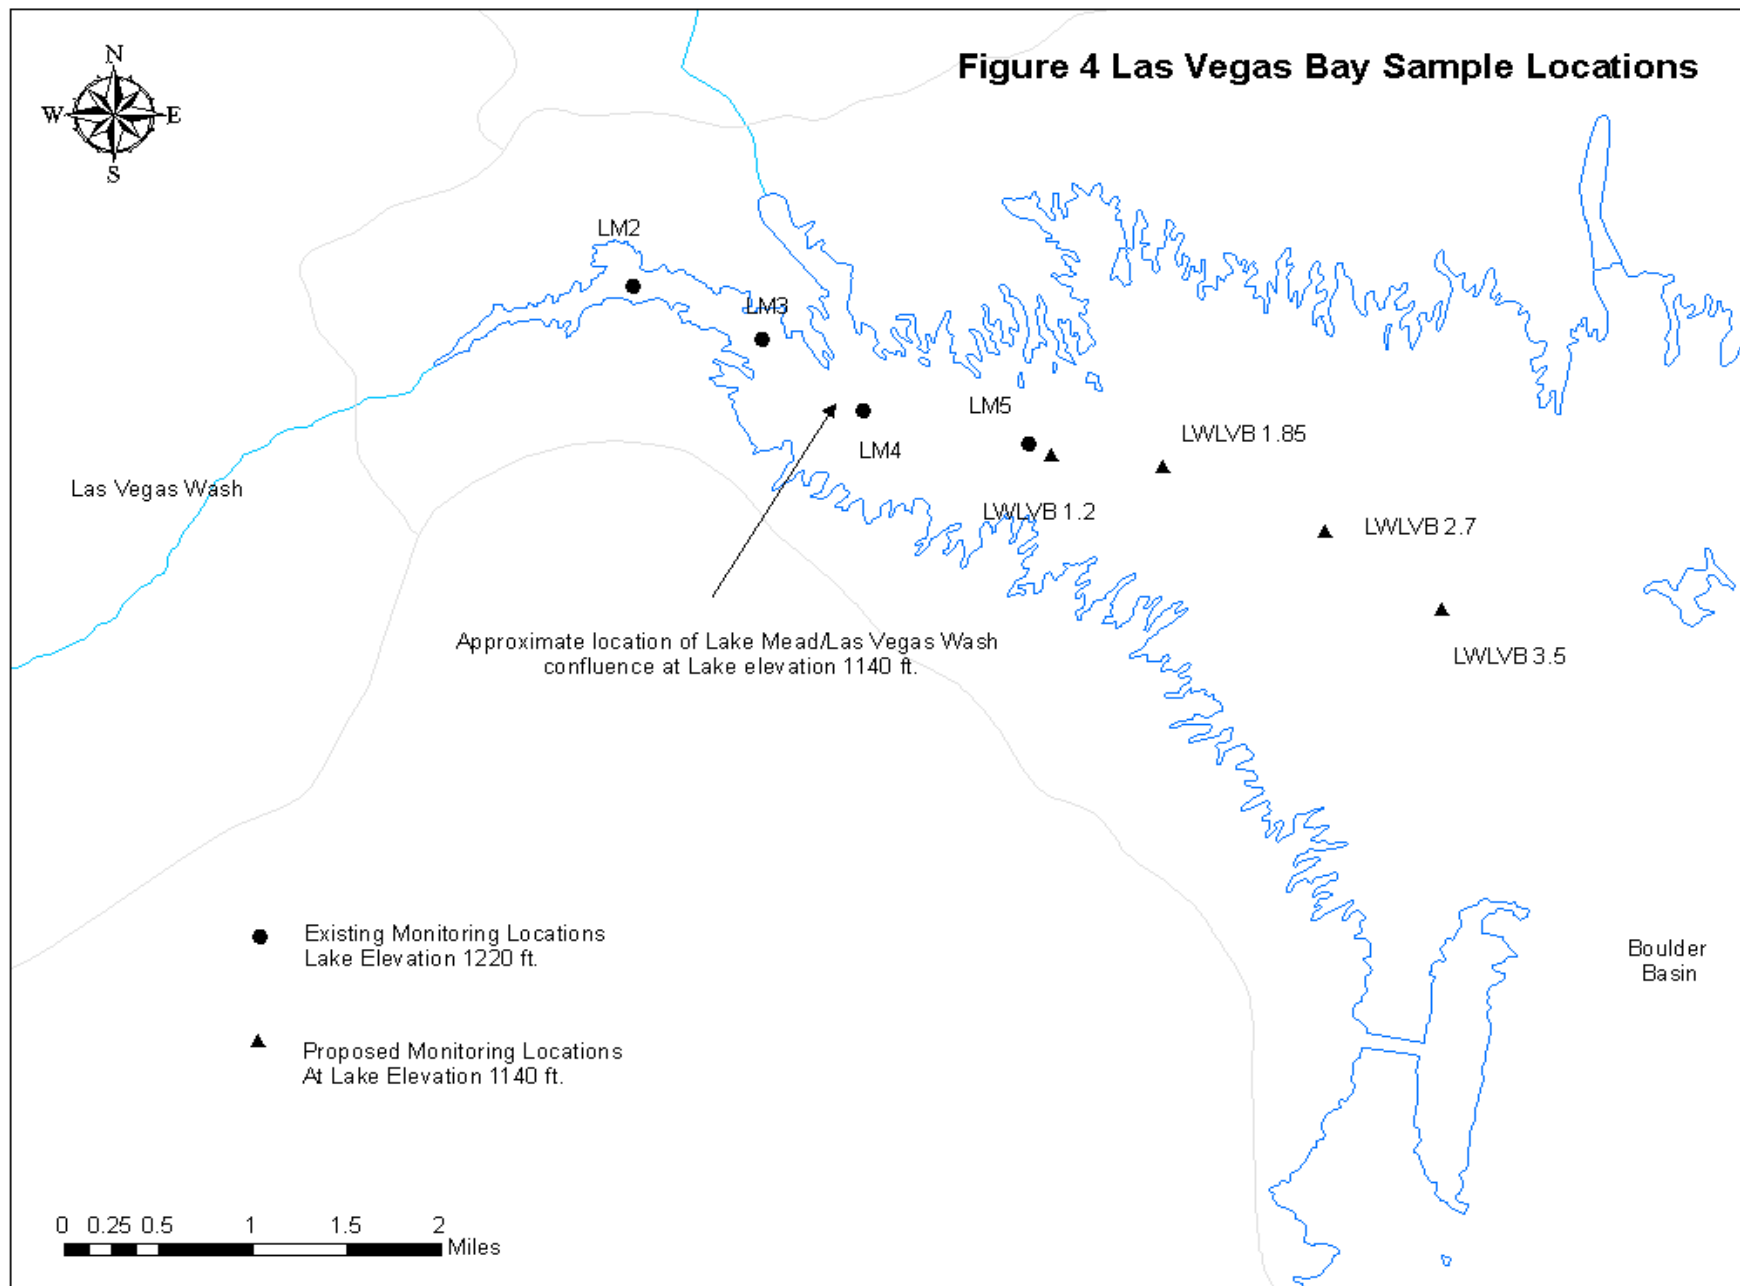 Figure 4 Las Vegas Bay Sample Locations
N
W E
S
LM2
LM3
LM5
LWLVB 1.85
LM4
Las Vegas Wash
LWLVB 1.2
LWLVB 2.7
Approximate location of Lake Mead/Las Vegas Wash
confluence at Lake elevation 1140 ft.
LWLVB 3.5
Existing Monitoring Locations
Lake Elevation 1220 ft.
Boulder
Basin
Proposed Monitoring Locations
At Lake Elevation 1140 ft.
0 0.25 0.5 1 1.5 2
Miles